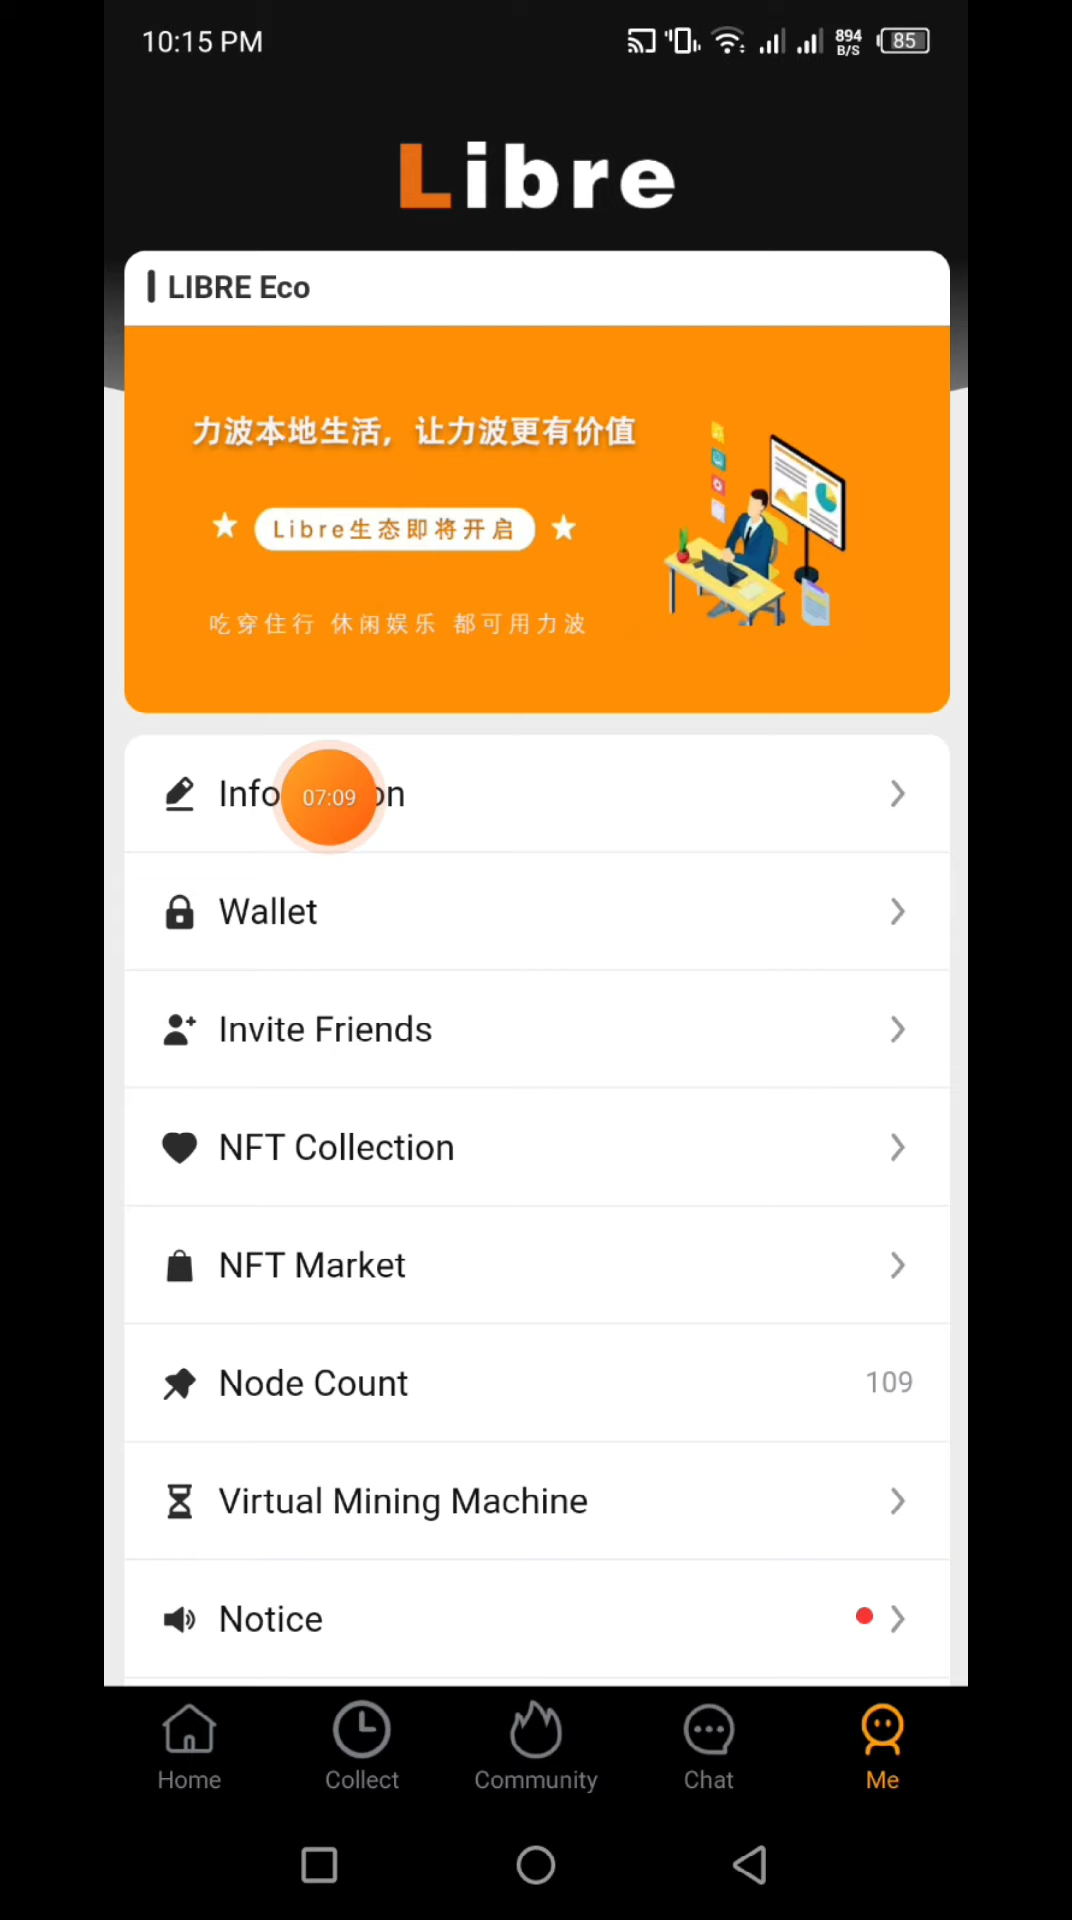 10:15 PM
894
B/S
85
Libre
LIBRE Eco
力波本地生活，让力波更有价值
Libre生态即将开启
吃穿住行 休闲娱乐 都可用力波
Info on
07:09
Wallet
Invite Friends
NFT Collection
NFT Market
Node Count 109
Virtual Mining Machine
Notice
Home Collect Community Chat Me